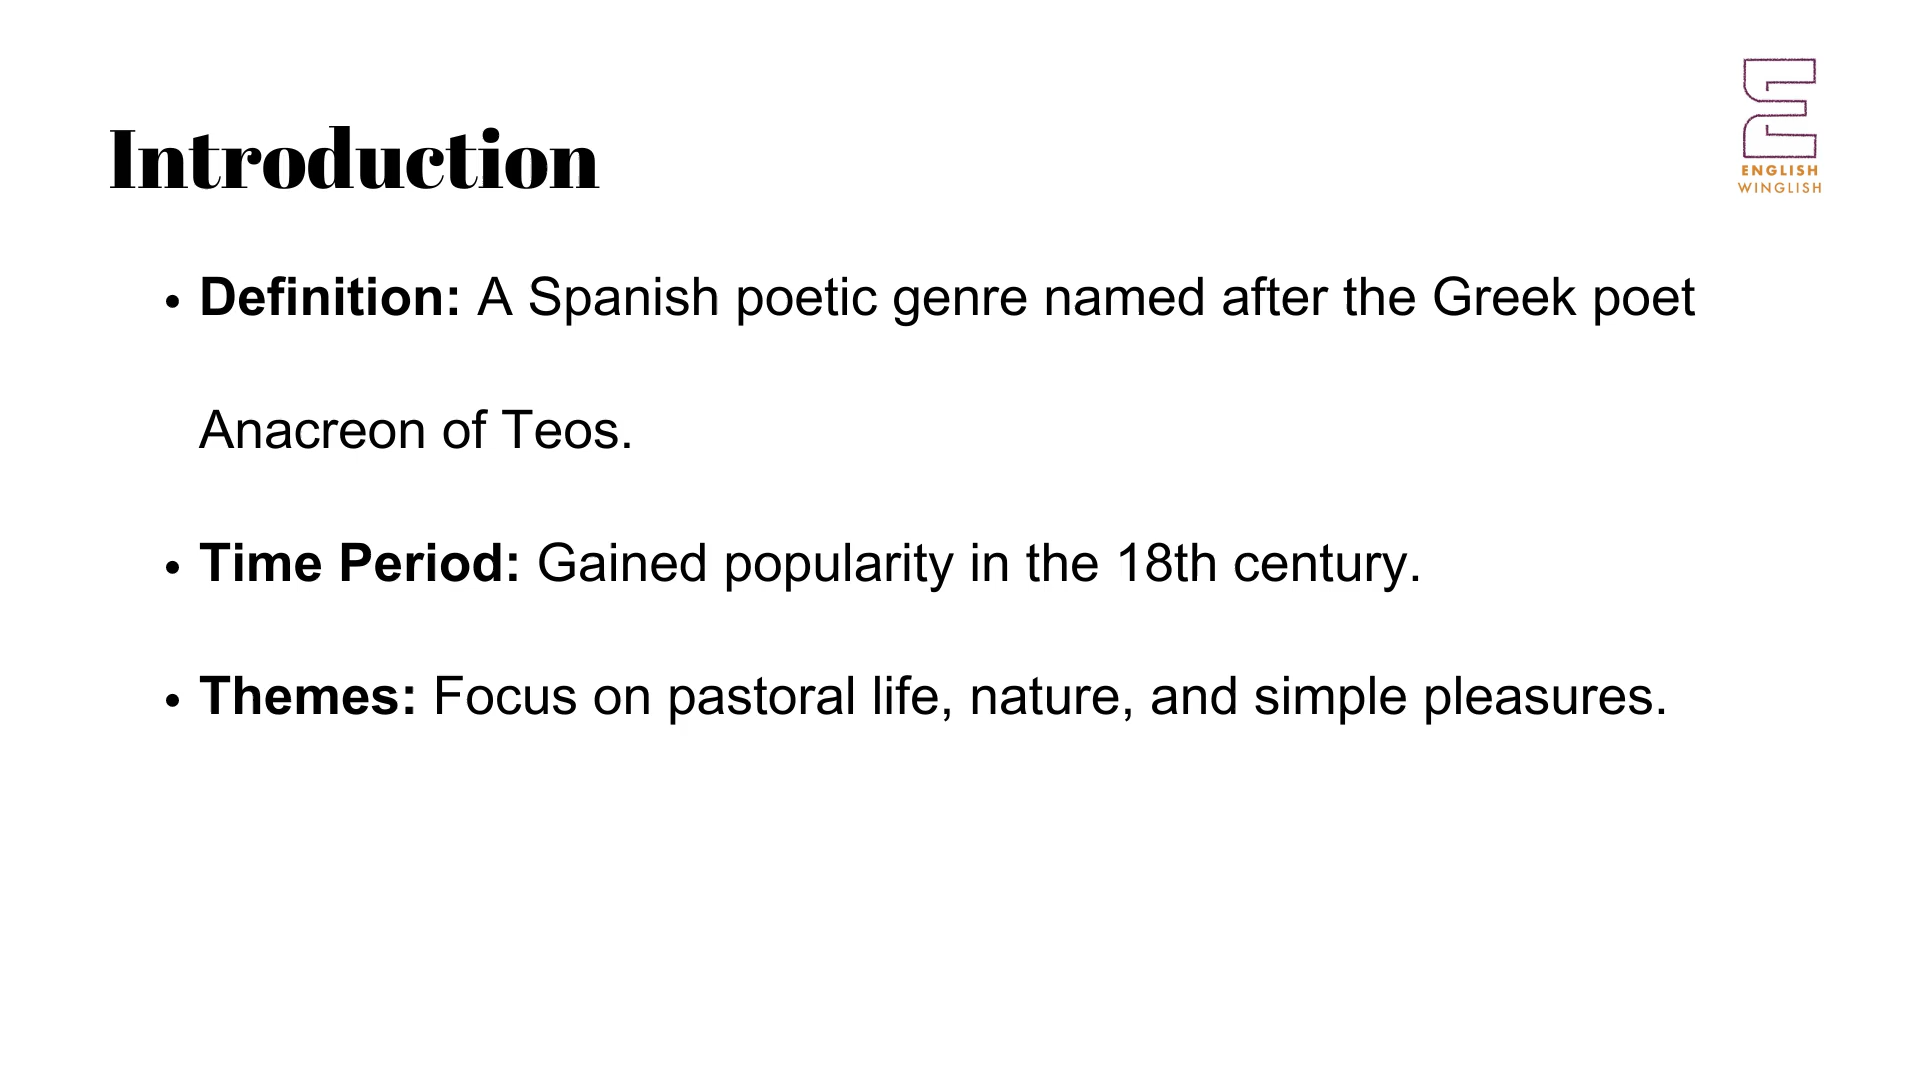 Introduction
ENGLISH
WINGLISH
• Definition: A Spanish poetic genre named after the Greek poet
Anacreon of Teos.
• Time Period: Gained popularity in the 18th century.
• Themes: Focus on pastoral life, nature, and simple pleasures.